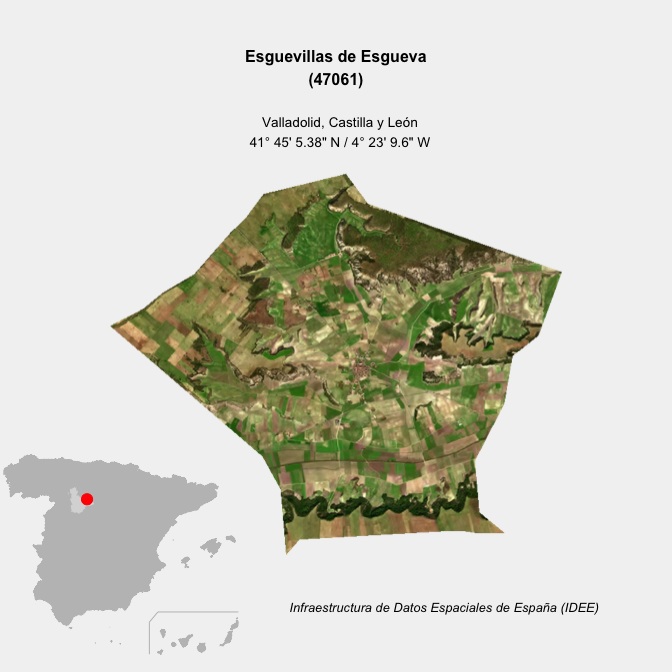 Esguevillas de Esgueva
(47061)
Valladolid, Castilla y León
41° 45' 5.38" N / 4° 23' 9.6" W
Infraestructura de Datos Espaciales de España (IDEE)